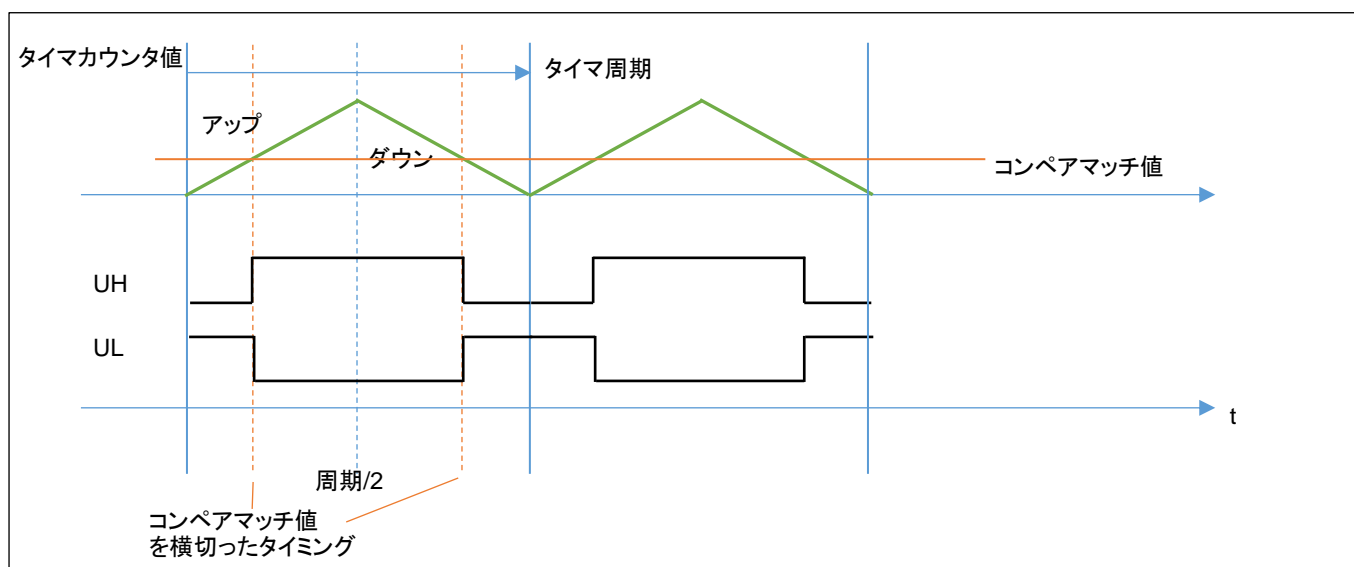 タイマカウンタ値
タイマ周期
アップ
ダウン
コンペアマッチ値
UH
UL
t
周期/2
コンペアマッチ値
を横切ったタイミング